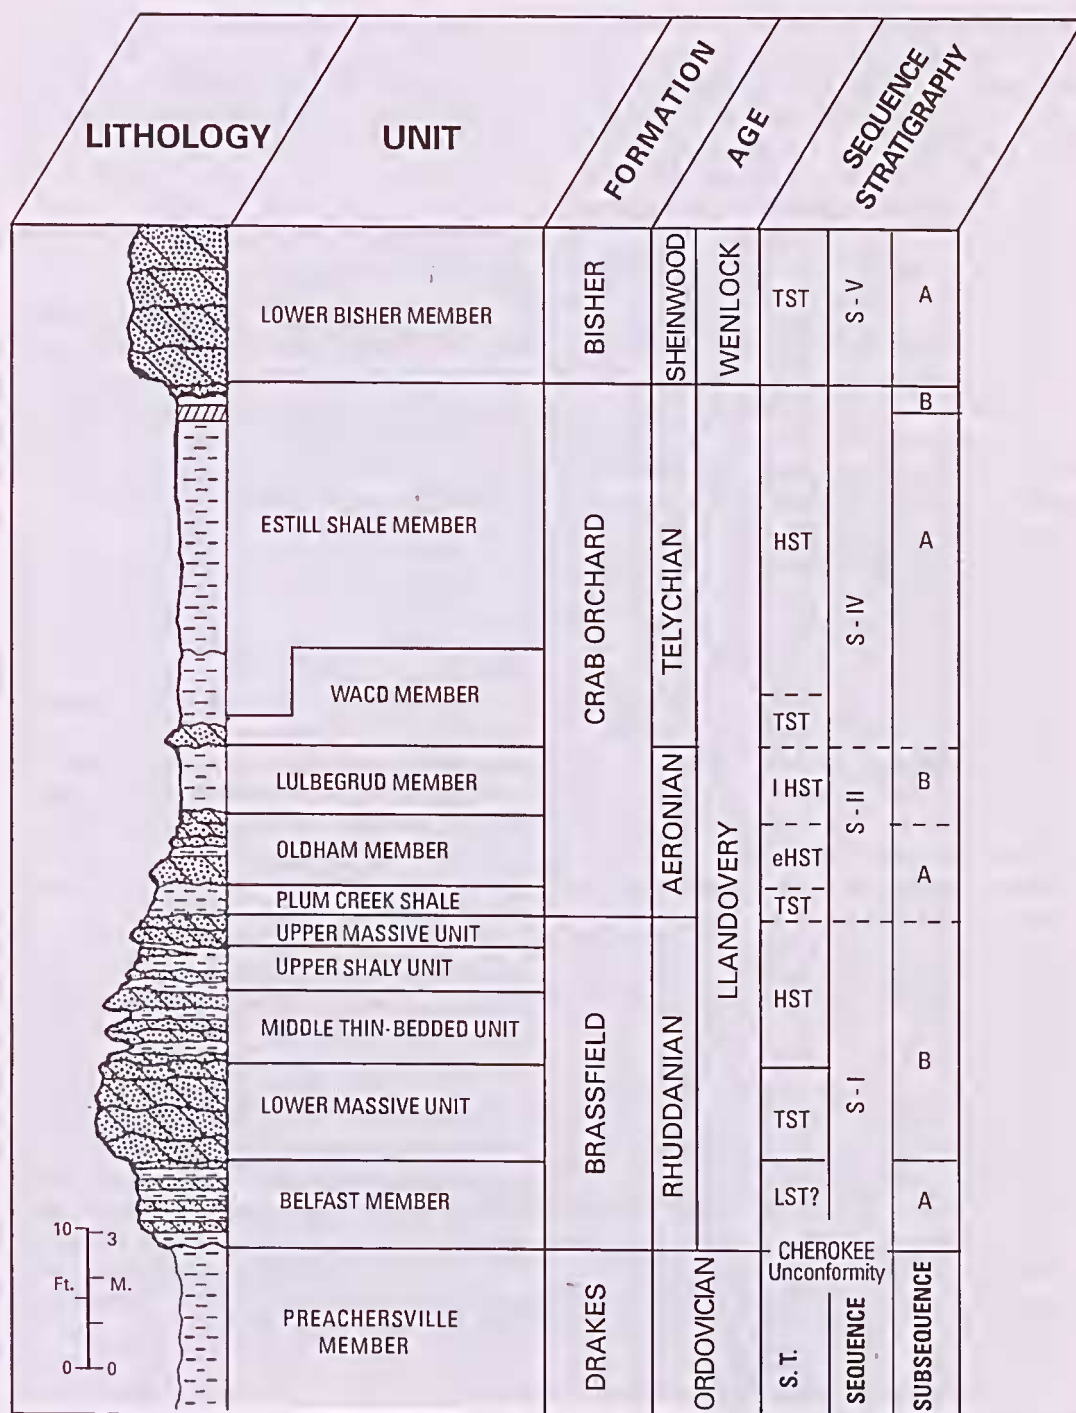 LITHOLOGY
UNIT
FORMATION
AGE
SEQUENCE
STRATIGRAPHY
LOWER BISHER MEMBER
BISHER
SHEINWOOD
WENLOCK
TST
S - V
A
B
ESTILL SHALE MEMBER
CRAB ORCHARD
TELYCHIAN
HST
S - IV
A
WACO MEMBER
TST
LULBEGRUD MEMBER
AERONIAN
LLANDOVERY
l HST
S - II
B
OLDHAM MEMBER
eHST
A
PLUM CREEK SHALE
TST
UPPER MASSIVE UNIT
UPPER SHALY UNIT
BRASSFIELD
RHUDDANIAN
HST
S - I
B
MIDDLE THIN-BEDDED UNIT
LOWER MASSIVE UNIT
TST
BELFAST MEMBER
LST?
A
10
3
Ft.
M.
0
0
CHEROKEE
Unconformity
PREACHERSVILLE
MEMBER
DRAKES
ORDOVICIAN
S.T.
SEQUENCE
SUBSEQUENCE